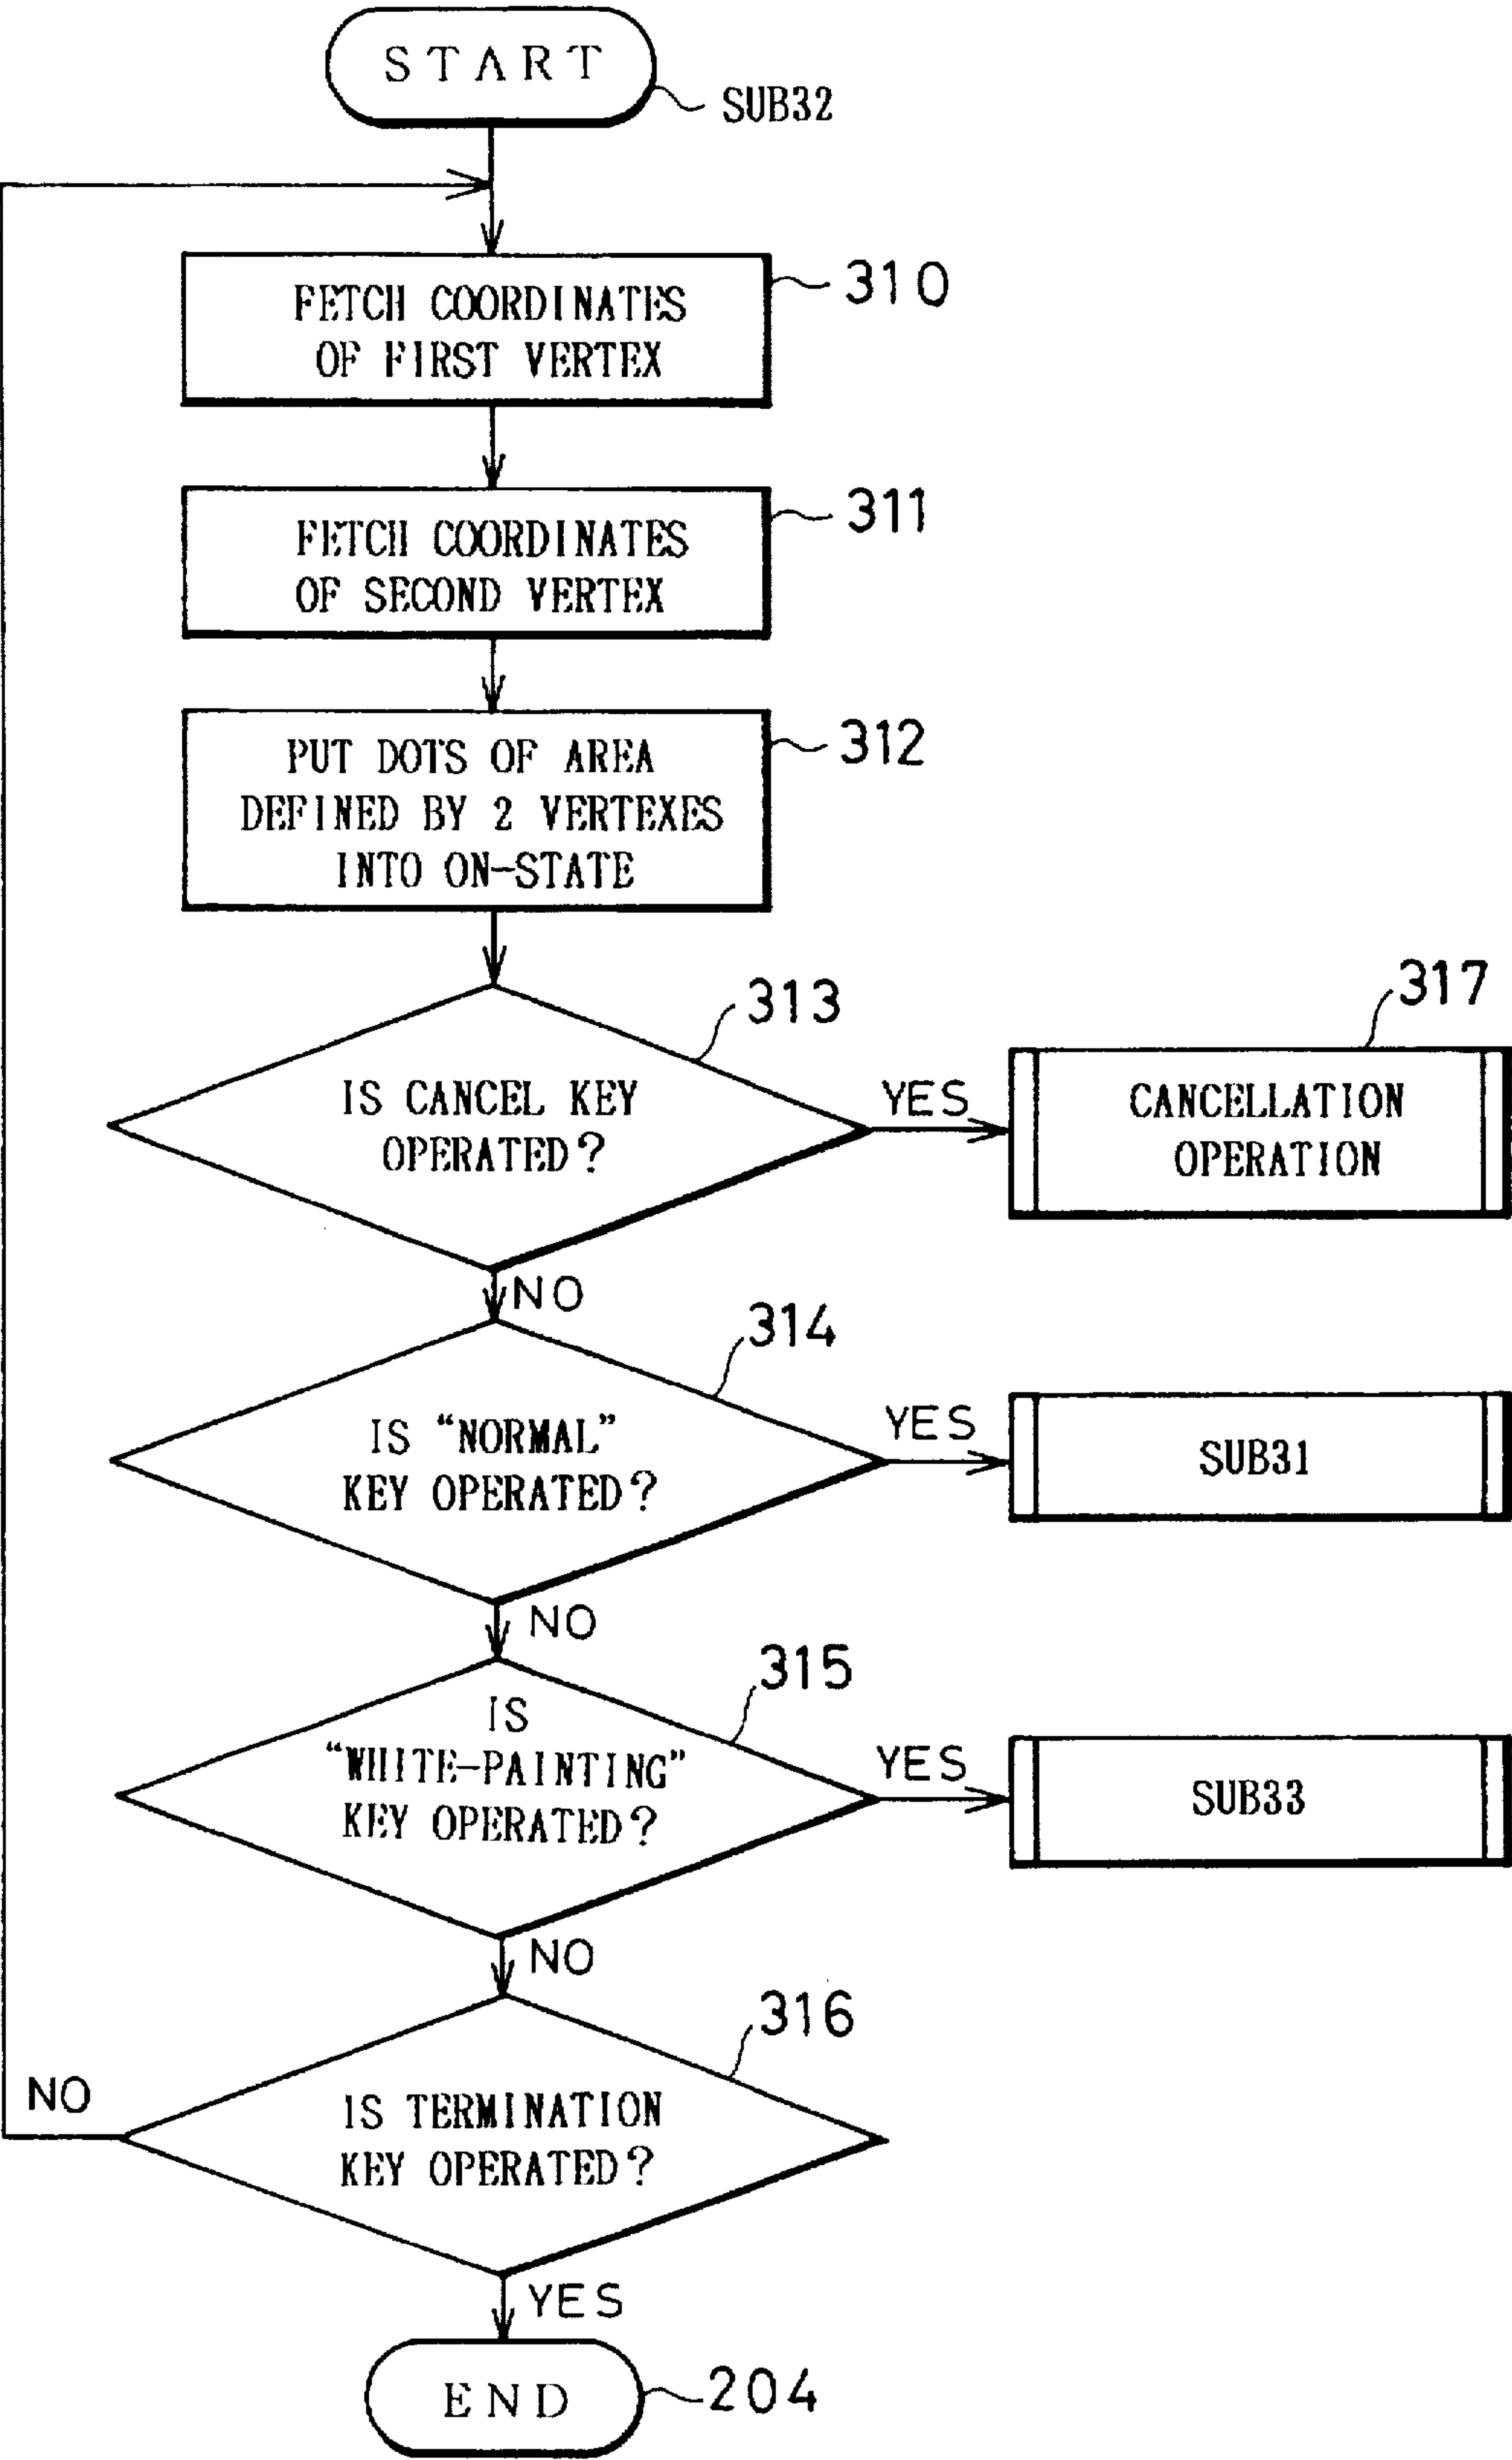 START
SUB32
FETCH COORDINATES
OF FIRST VERTEX
310
FETCH COORDINATES
OF SECOND VERTEX
311
PUT DOTS OF AREA
DEFINED BY 2 VERTEXES
INTO ON-STATE
312
313
IS CANCEL KEY
OPERATED?
YES
317
CANCELLATION
OPERATION
NO
314
IS “NORMAL”
KEY OPERATED?
YES
SUB31
NO
315
IS
“WHITE-PAINTING”
KEY OPERATED?
YES
SUB33
NO
316
IS TERMINATION
KEY OPERATED?
NO
YES
END
204